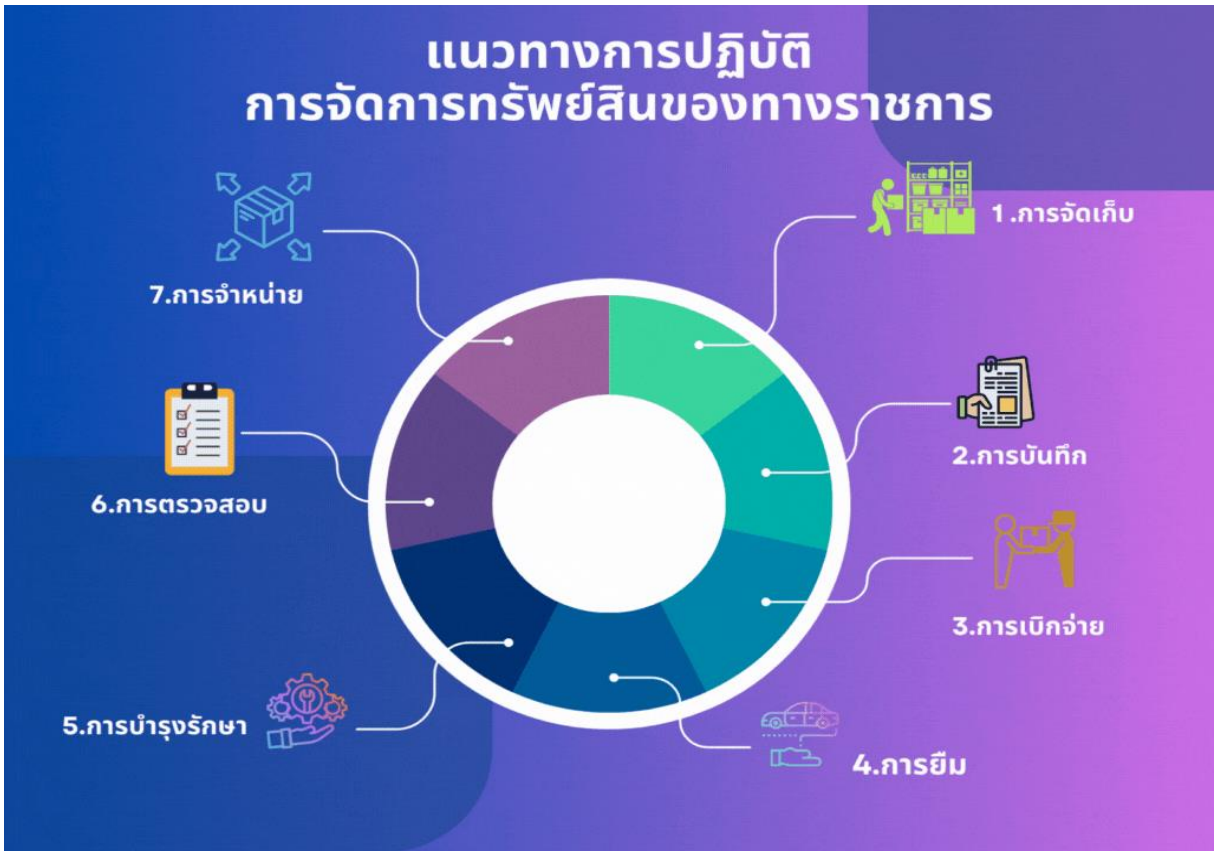 แนวทางการปฏิบัติ
การจัดการทรัพย์สินของทางราชการ
1.การจัดเก็บ
2.การบันทึก
3.การเบิกจ่าย
4.การยืม
5.การบำรุงรักษา
6.การตรวจสอบ
7.การจำหน่าย